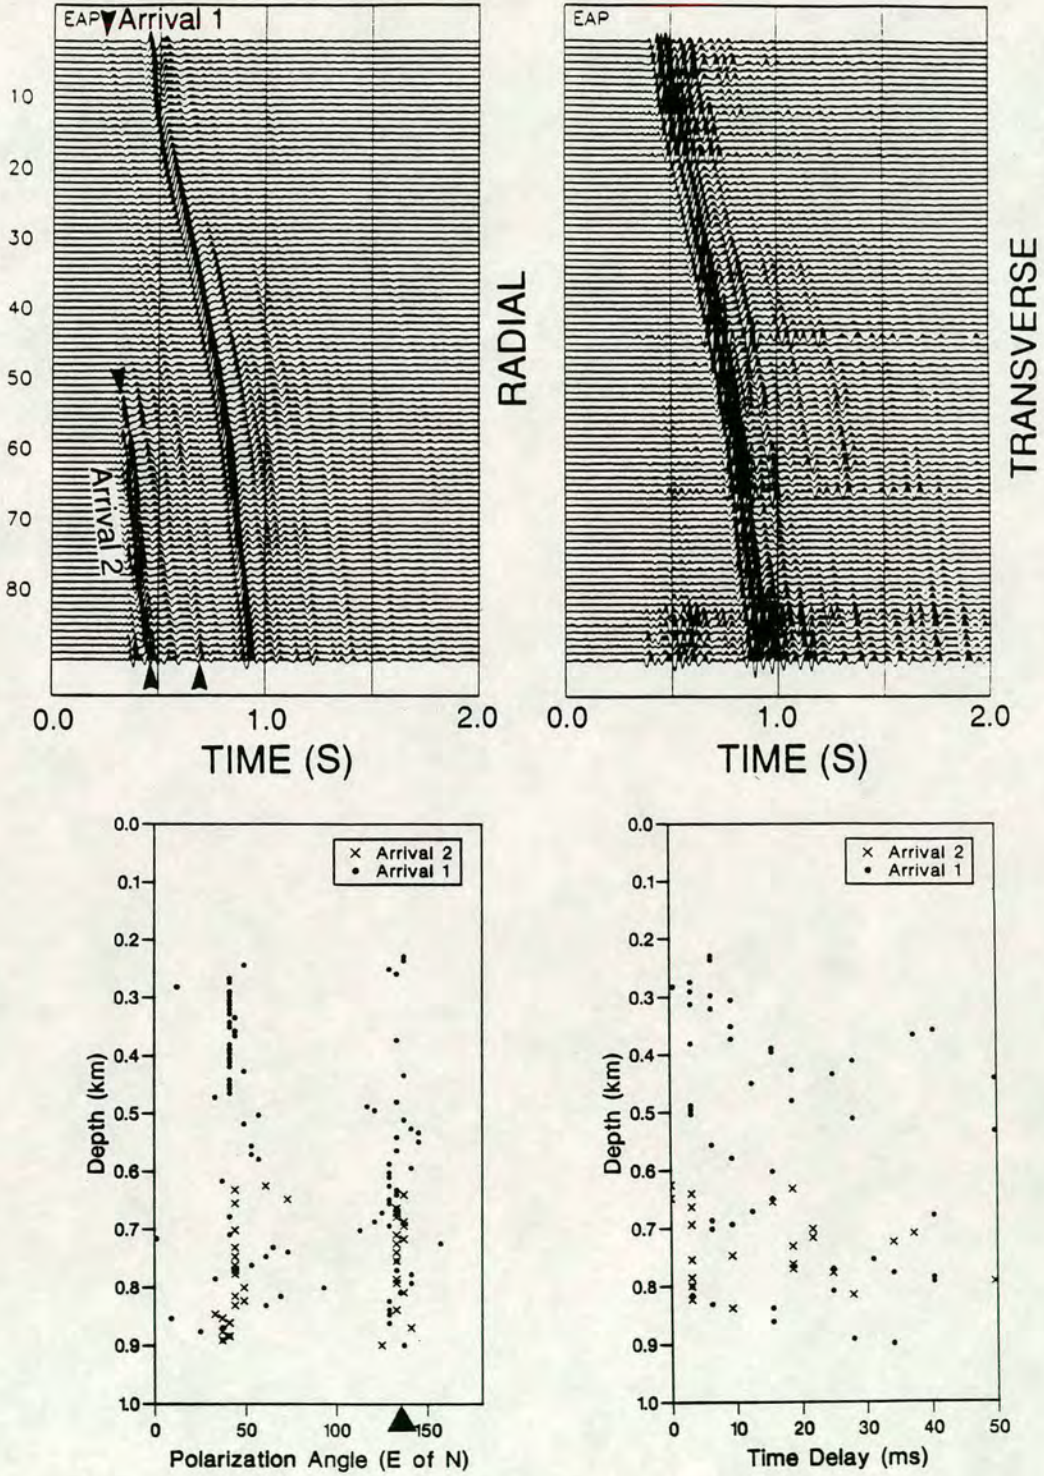 EAP Arrival 1
10
20
30
40
50
60
70
80
Arrival 2
0.0 1.0 2.0
TIME (S)
RADIAL
EAP
0.0 1.0 2.0
TIME (S)
TRANSVERSE
0.0
0.1
0.2
0.3
0.4
0.5
0.6
0.7
0.8
0.9
1.0
Depth (km)
× Arrival 2
• Arrival 1
0 50 100 150
Polarization Angle (E of N)
0.0
0.1
0.2
0.3
0.4
0.5
0.6
0.7
0.8
0.9
1.0
Depth (km)
× Arrival 2
• Arrival 1
0 10 20 30 40 50
Time Delay (ms)